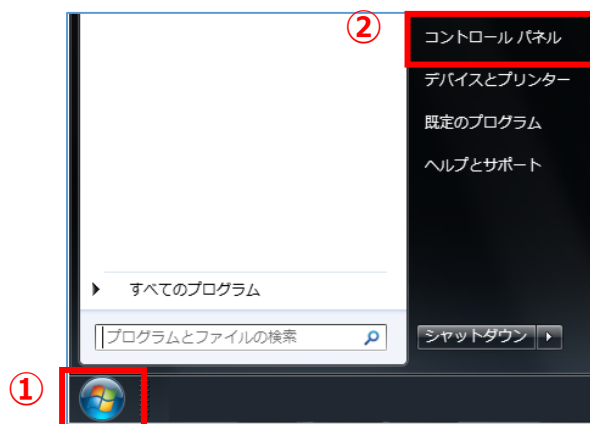 ②
コントロール パネル
デバイスとプリンター
既定のプログラム
ヘルプとサポート
すべてのプログラム
プログラムとファイルの検索
シャットダウン
①